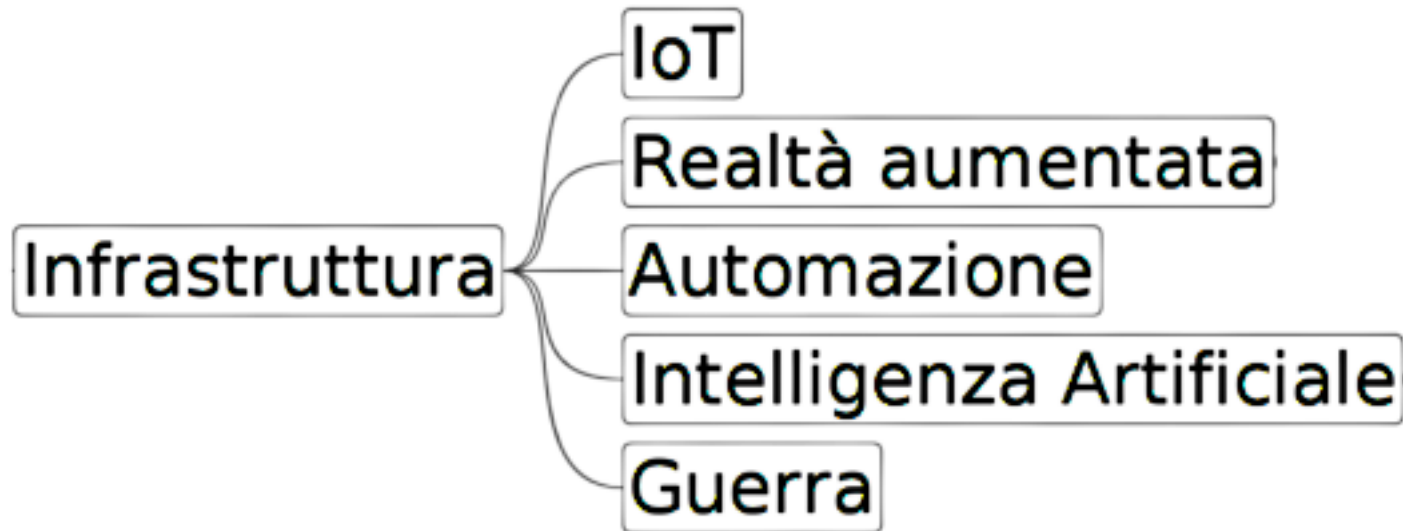 IoT
Realtà aumentata
Infrastruttura
Automazione
Intelligenza Artificiale
Guerra